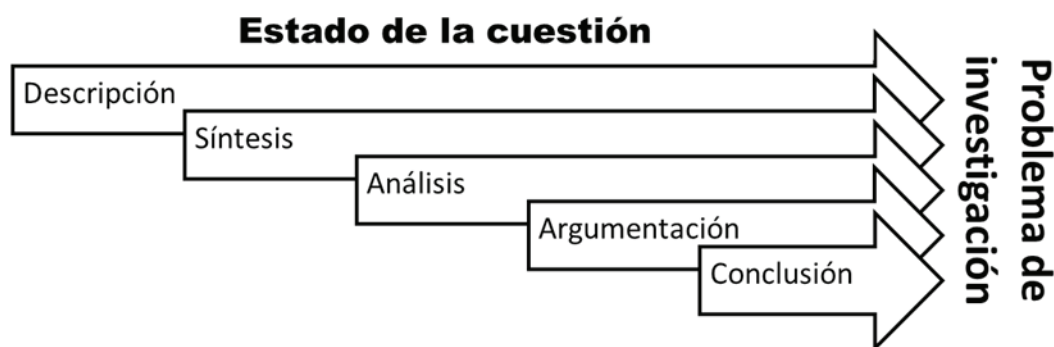 Estado de la cuestión
Descripción
Síntesis
Análisis
Argumentación
Conclusión
Problema de
investigación